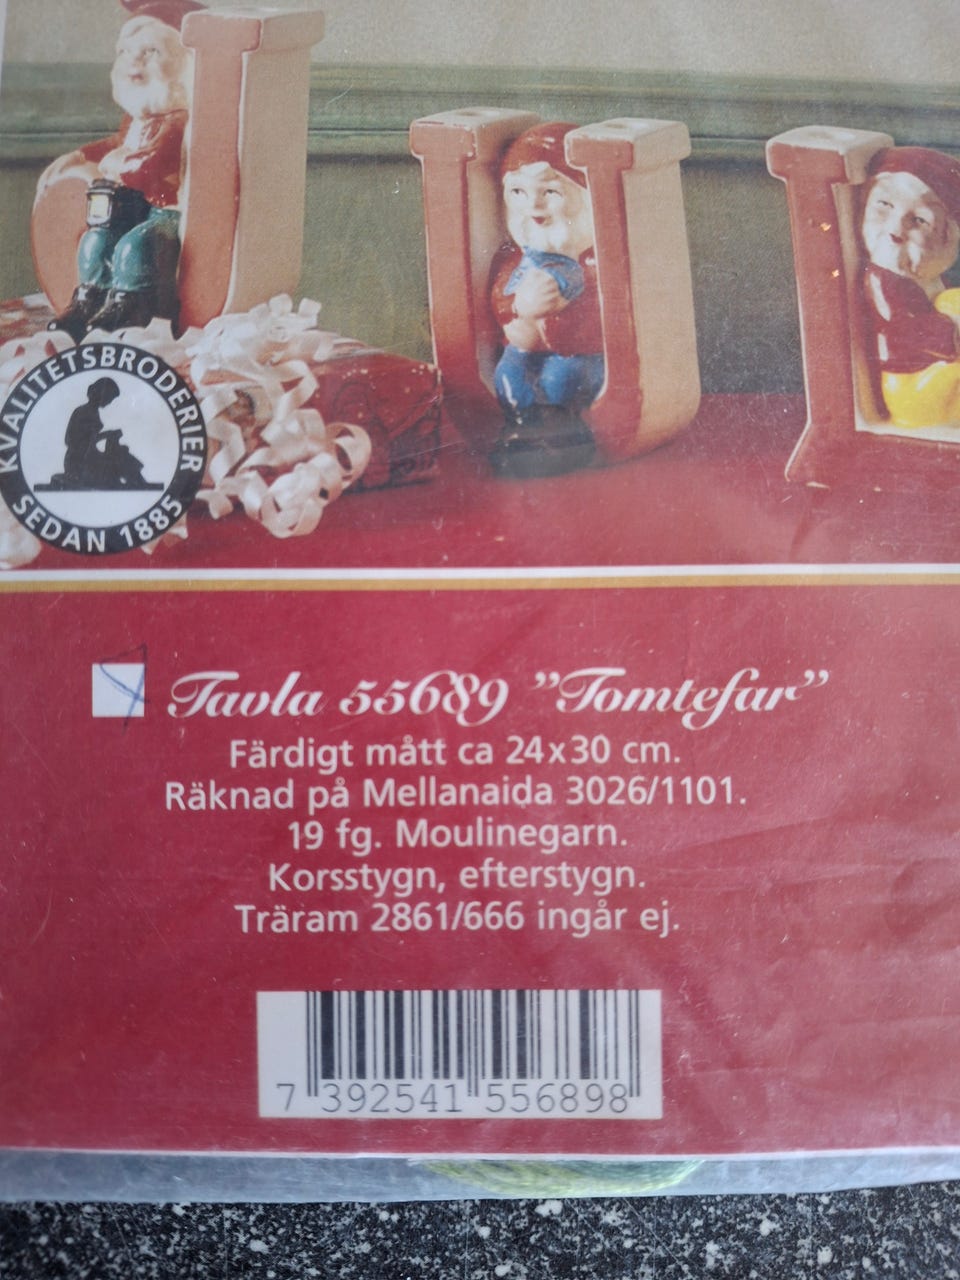 KVALITETSBRODERIER
SEDAN 1885
Tavla 55689 ”Tomtefar”
Färdigt mått ca 24x30 cm.
Räknad på Mellanaida 3026/1101.
19 fg. Moulinegarn.
Korsstygn, efterstygn.
Träram 2861/666 ingår ej.
7 392541 556898